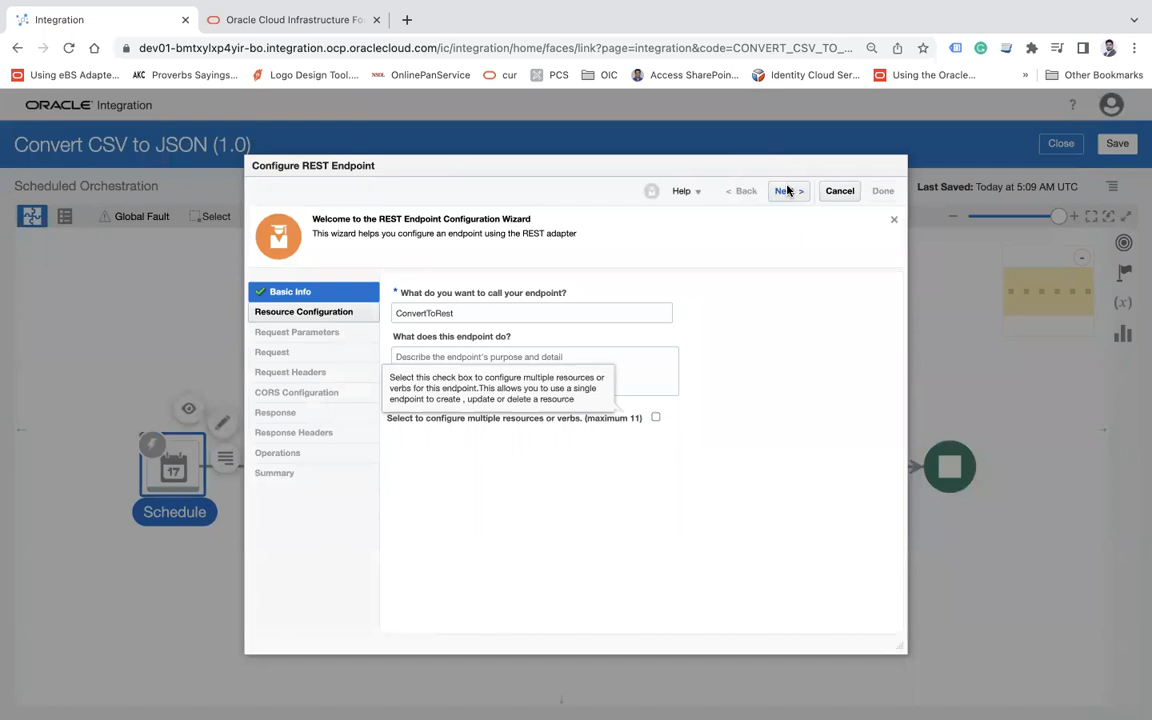 Integration
Oracle Cloud Infrastructure Fo
dev01-bmtxylxp4yir-bo.integration.ocp.oraclecloud.com/ic/integration/home/faces/link?page=integration&code=CONVERT_CSV_TO_...
Using eBS Adapte...
AKC
Proverbs Sayings...
Logo Design Tool....
NSDL
OnlinePanService
cur
PCS
OIC
Access SharePoin...
Identity Cloud Ser...
Using the Oracle...
»
Other Bookmarks
ORACLE Integration
?
Convert CSV to JSON (1.0)
Close
Save
Scheduled Orchestration
Last Saved: Today at 5:09 AM UTC
Global Fault
Select
Configure REST Endpoint
Help
< Back
>
Cancel
Done
Welcome to the REST Endpoint Configuration Wizard
This wizard helps you configure an endpoint using the REST adapter
Basic Info
Resource Configuration
Request Parameters
Request
Request Headers
CORS Configuration
Response
Response Headers
Operations
Summary
* What do you want to call your endpoint?
ConvertToRest
What does this endpoint do?
Describe the endpoint's purpose and detail
Select this check box to configure multiple resources or
verbs for this endpoint.This allows you to use a single
endpoint to create , update or delete a resource
Select to configure multiple resources or verbs. (maximum 11)
17
Schedule
(x)